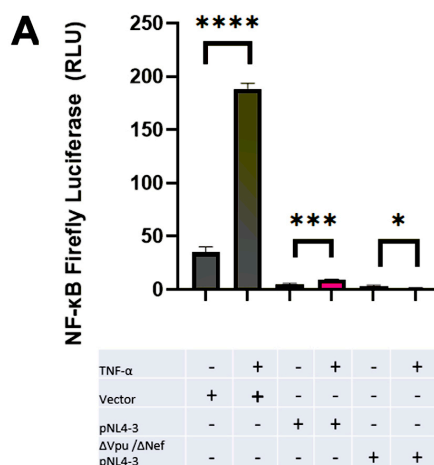 A
NF-κB Firefly Luciferase (RLU)
250
200
150
100
50
0
****
***
*
TNF-α - + - + - +
Vector + + - - - -
pNL4-3 - - + + - -
ΔVpu /ΔNef
pNL4-3 - - - - + +